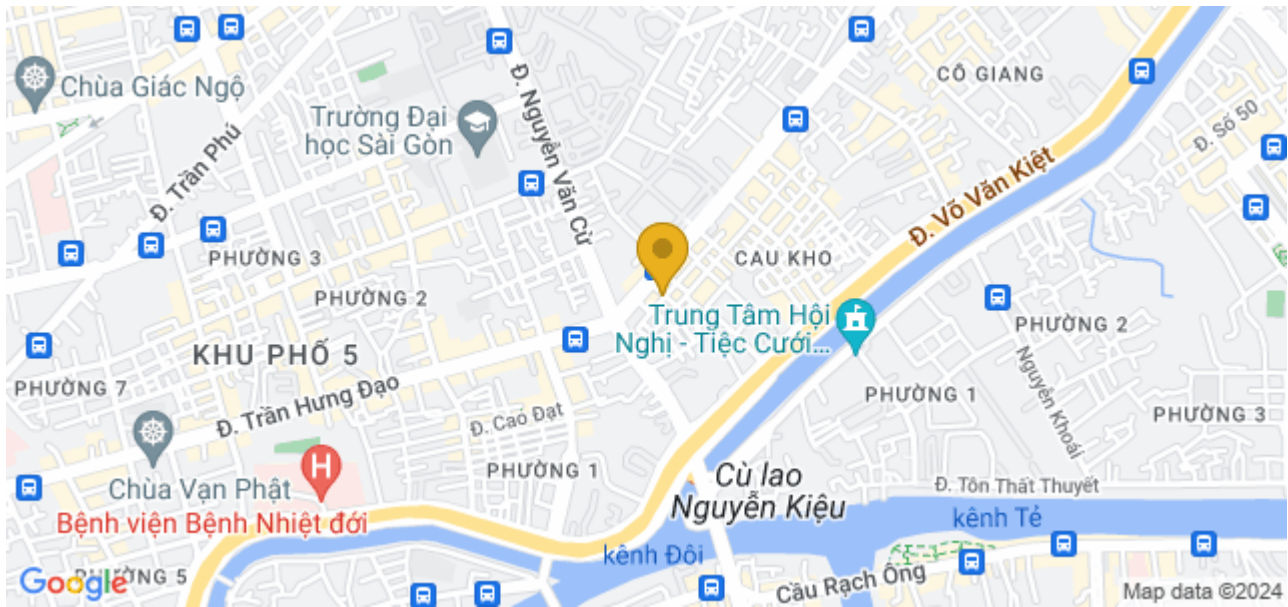 Chùa Giác Ngộ
Trường Đại
học Sài Gòn
Đ. Nguyễn Văn Cừ
CÔ GIANG
Đ. Số 50
Đ. Trần Phú
Đ. Võ Văn Kiệt
PHƯỜNG 3
CAU KHO
PHƯỜNG 2
Trung Tâm Hội
Nghị - Tiệc Cưới...
PHƯỜNG 2
KHU PHỐ 5
PHƯỜNG 7
Đ. Trần Hưng Đạo
Nguyễn Khoái
PHƯỜNG 1
PHƯỜNG 3
Đ. Cao Đạt
PHƯỜNG 1
Chùa Vạn Phật
H
Bệnh viện Bệnh Nhiệt đới
Cù lao
Nguyễn Kiệu
Đ. Tôn Thất Thuyết
kênh Tẻ
kênh Đôi
Google
PHƯỜNG 5
Cầu Rạch Ông
Map data ©2024